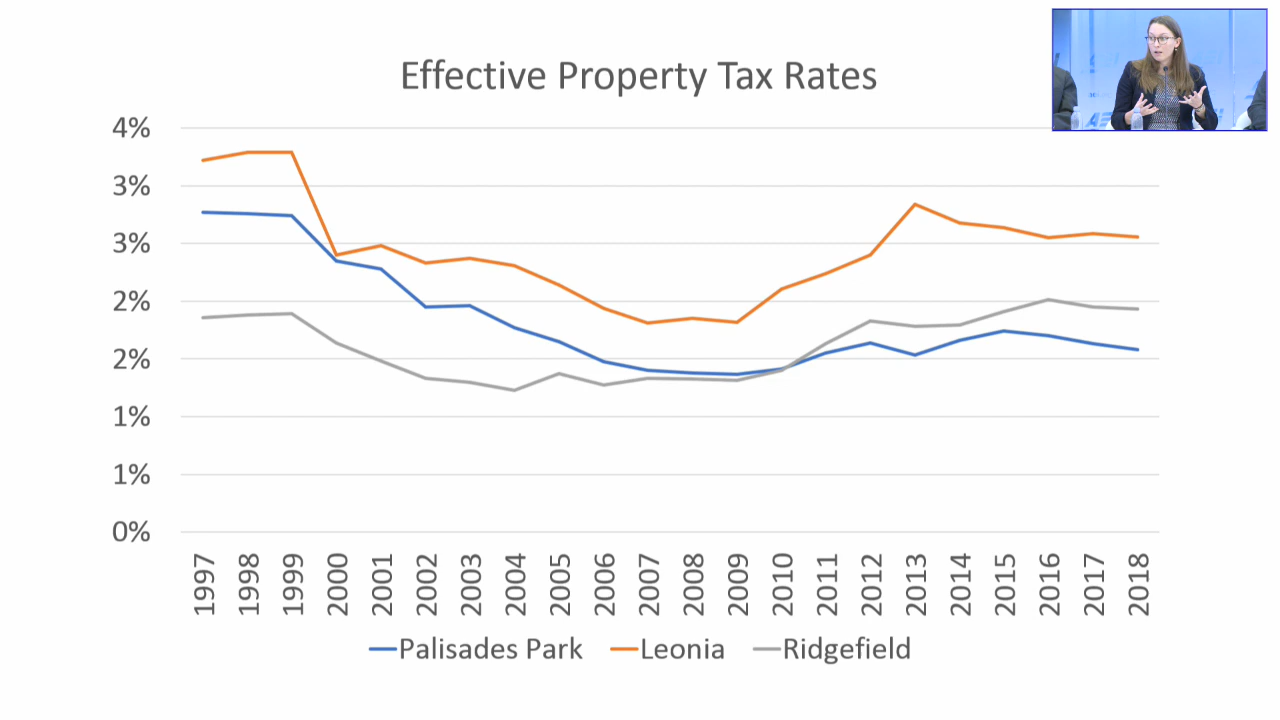 Effective Property Tax Rates
4%
3%
3%
2%
2%
1%
1%
0%
1997 1998 1999 2000 2001 2002 2003 2004 2005 2006 2007 2008 2009 2010 2011 2012 2013 2014 2015 2016 2017 2018
Palisades Park Leonia Ridgefield